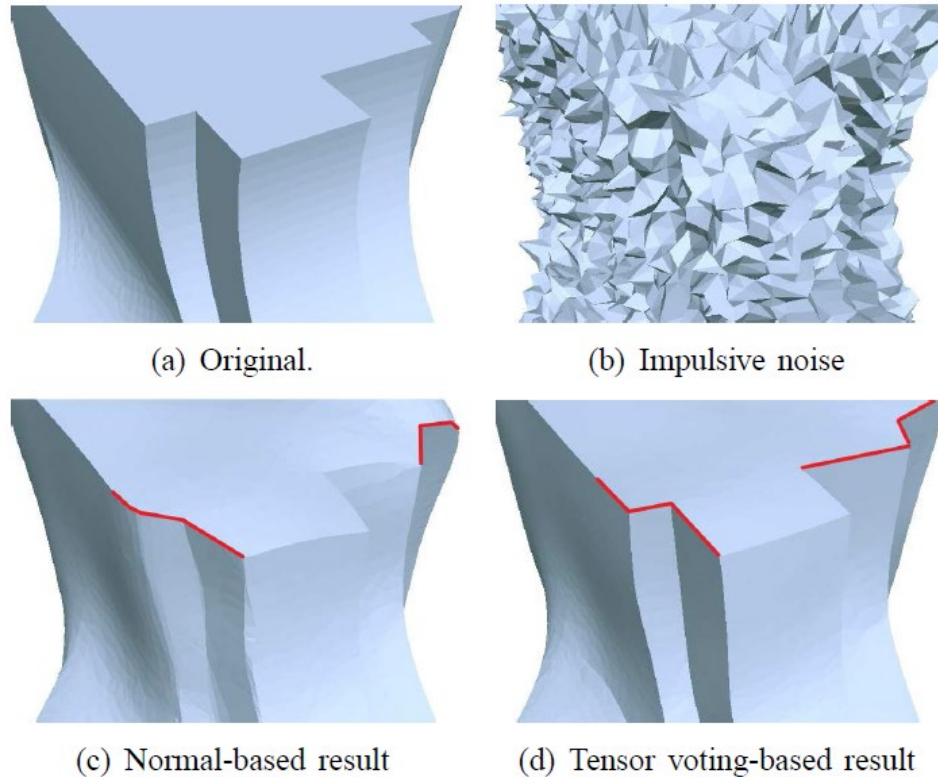 (a) Original.
(b) Impulsive noise
(c) Normal-based result
(d) Tensor voting-based result